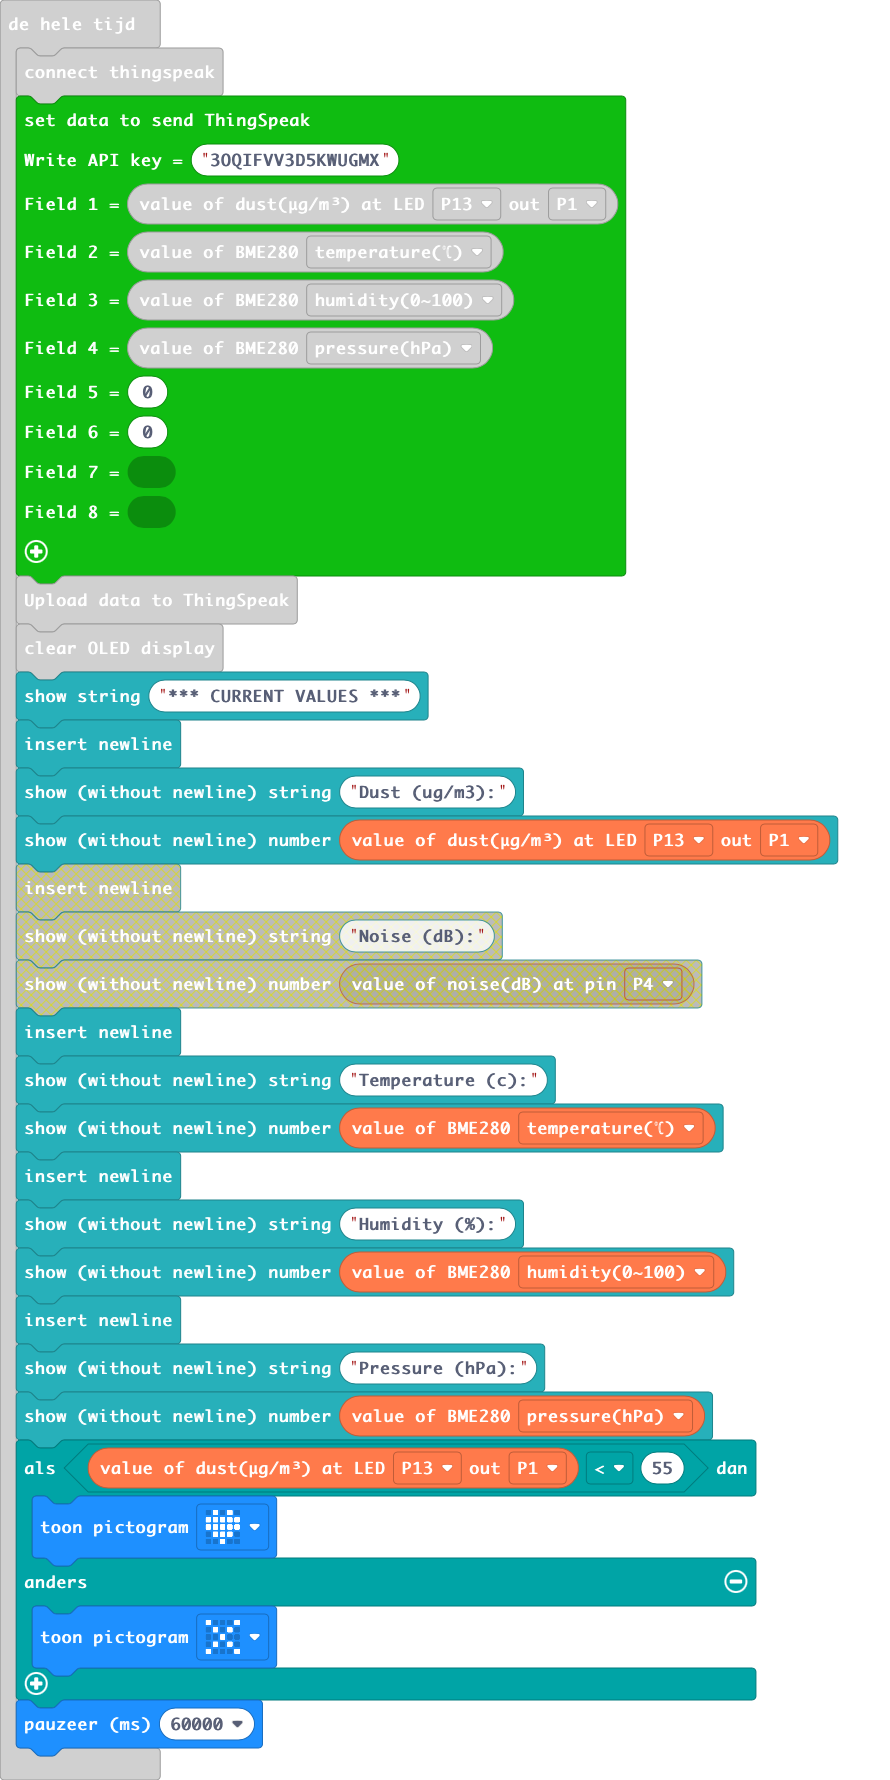 de hele tijd
connect thingspeak
set data to send ThingSpeak
Write API key = "3OQIFVV3D5KWUGMX"
Field 1 = value of dust(μg/m³) at LED P13 out P1
Field 2 = value of BME280 temperature(℃)
Field 3 = value of BME280 humidity(0~100)
Field 4 = value of BME280 pressure(hPa)
Field 5 = 0
Field 6 = 0
Field 7 =
Field 8 =
Upload data to ThingSpeak
clear OLED display
show string "*** CURRENT VALUES ***"
insert newline
show (without newline) string "Dust (ug/m3):"
show (without newline) number value of dust(μg/m³) at LED P13 out P1
insert newline
show (without newline) string "Noise (dB):"
show (without newline) number value of noise(dB) at pin P4
insert newline
show (without newline) string "Temperature (c):"
show (without newline) number value of BME280 temperature(℃)
insert newline
show (without newline) string "Humidity (%):"
show (without newline) number value of BME280 humidity(0~100)
insert newline
show (without newline) string "Pressure (hPa):"
show (without newline) number value of BME280 pressure(hPa)
als value of dust(μg/m³) at LED P13 out P1 < 55 dan
toon pictogram
anders
toon pictogram
pauzeer (ms) 60000